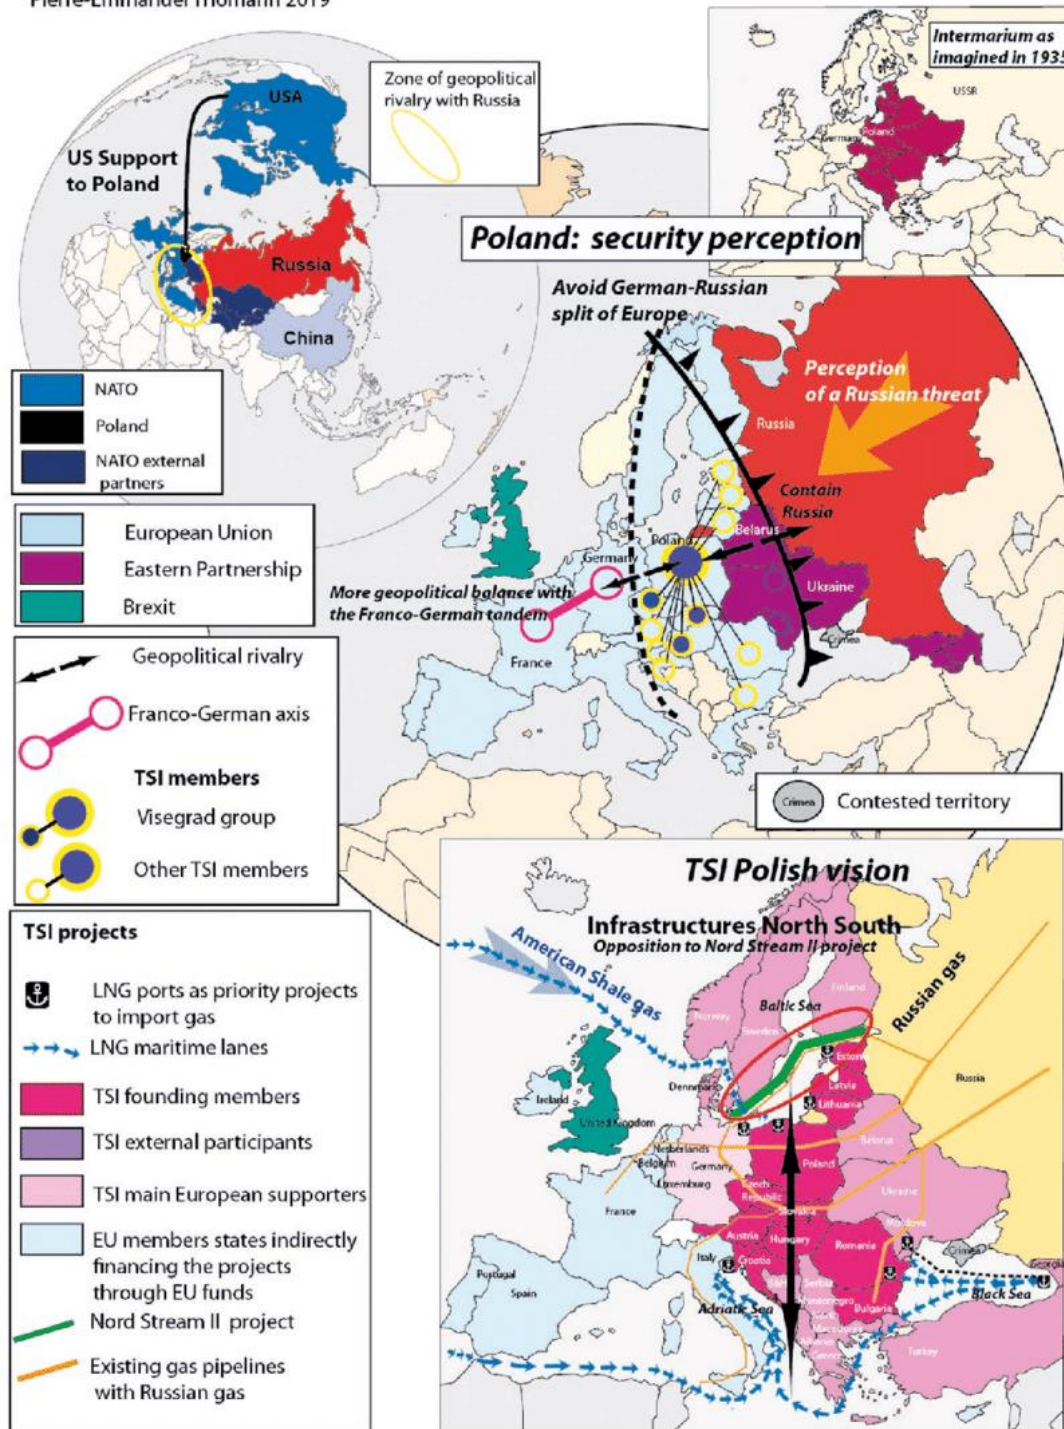 Pierre-Emmanuel Thomann 2019
USA
US Support
to Poland
Russia
China
Zone of geopolitical
rivalry with Russia
Intermarium as
imagined in 1935
USSR
Germany
Poland
Poland: security perception
Avoid German-Russian
split of Europe
Perception
of a Russian threat
Russia
Contain
Russia
Belarus
Poland
Germany
Ukraine
More geopolitical balance with
the Franco-German tandem
Crimea
France
NATO
Poland
NATO external
partners
European Union
Eastern Partnership
Brexit
Geopolitical rivalry
Franco-German axis
TSI members
Visegrad group
Other TSI members
Crimea
Contested territory
TSI projects
LNG ports as priority projects
to import gas
LNG maritime lanes
TSI founding members
TSI external participants
TSI main European supporters
EU members states indirectly
financing the projects
through EU funds
Nord Stream II project
Existing gas pipelines
with Russian gas
TSI Polish vision
Infrastructures North South
Opposition to Nord Stream II project
American Shale gas
Russian gas
Finland
Norway
Sweden
Baltic Sea
Estonia
Russia
Latvia
Lithuania
Ireland
United Kingdom
Belarus
Netherlands
Belgium
Germany
Poland
Luxemburg
Czech
Republic
Ukraine
France
Slovakia
Moldova
Austria
Hungary
Romania
Crimea
Italy
Croatia
Georgia
Portugal
Spain
Serbia
Black Sea
Adriatic Sea
Montenegro
Bulgaria
North
Macedonia
Albania
Greece
Turkey